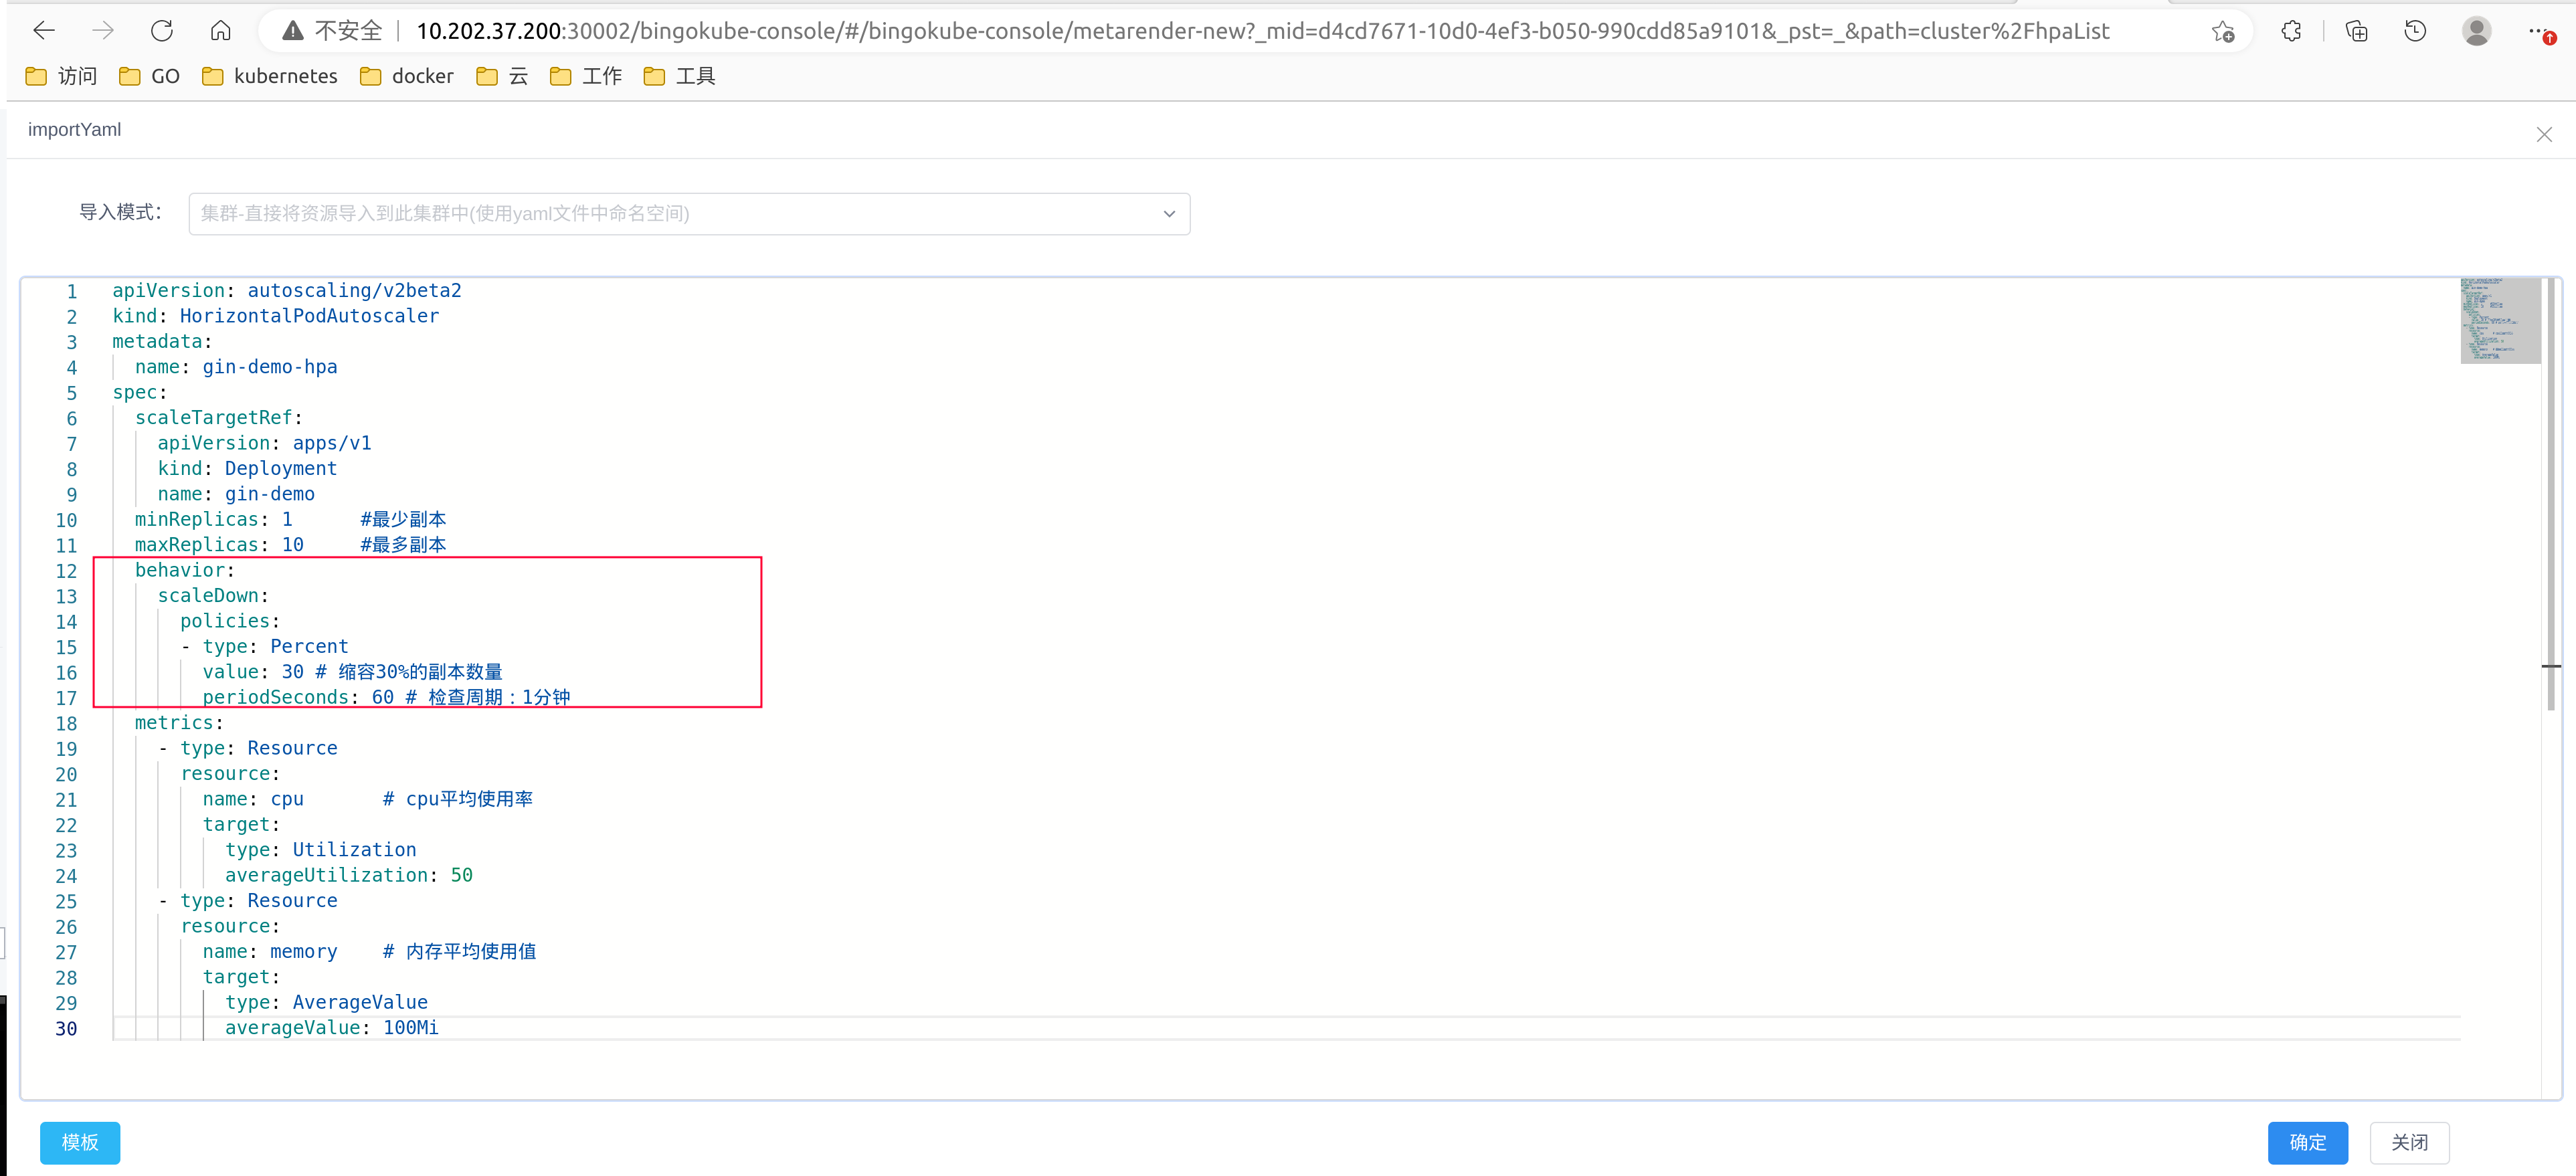 不安全 | 10.202.37.200:30002/bingokube-console/#/bingokube-console/metarender-new?_mid=d4cd7671-10d0-4ef3-b050-990cdd85a9101&_pst=_&path=cluster%2FhpaList
访问 GO kubernetes docker 云 工作 工具
importYaml
导入模式： 集群-直接将资源导入到此集群中(使用yaml文件中命名空间)
1 apiVersion: autoscaling/v2beta2
2 kind: HorizontalPodAutoscaler
3 metadata:
4   name: gin-demo-hpa
5 spec:
6   scaleTargetRef:
7     apiVersion: apps/v1
8     kind: Deployment
9     name: gin-demo
10   minReplicas: 1      #最少副本
11   maxReplicas: 10     #最多副本
12   behavior:
13     scaleDown:
14       policies:
15       - type: Percent
16         value: 30 # 缩容30%的副本数量
17         periodSeconds: 60 # 检查周期：1分钟
18   metrics:
19     - type: Resource
20       resource:
21         name: cpu       # cpu平均使用率
22         target:
23           type: Utilization
24           averageUtilization: 50
25     - type: Resource
26       resource:
27         name: memory    # 内存平均使用值
28         target:
29           type: AverageValue
30           averageValue: 100Mi
模板 确定 关闭